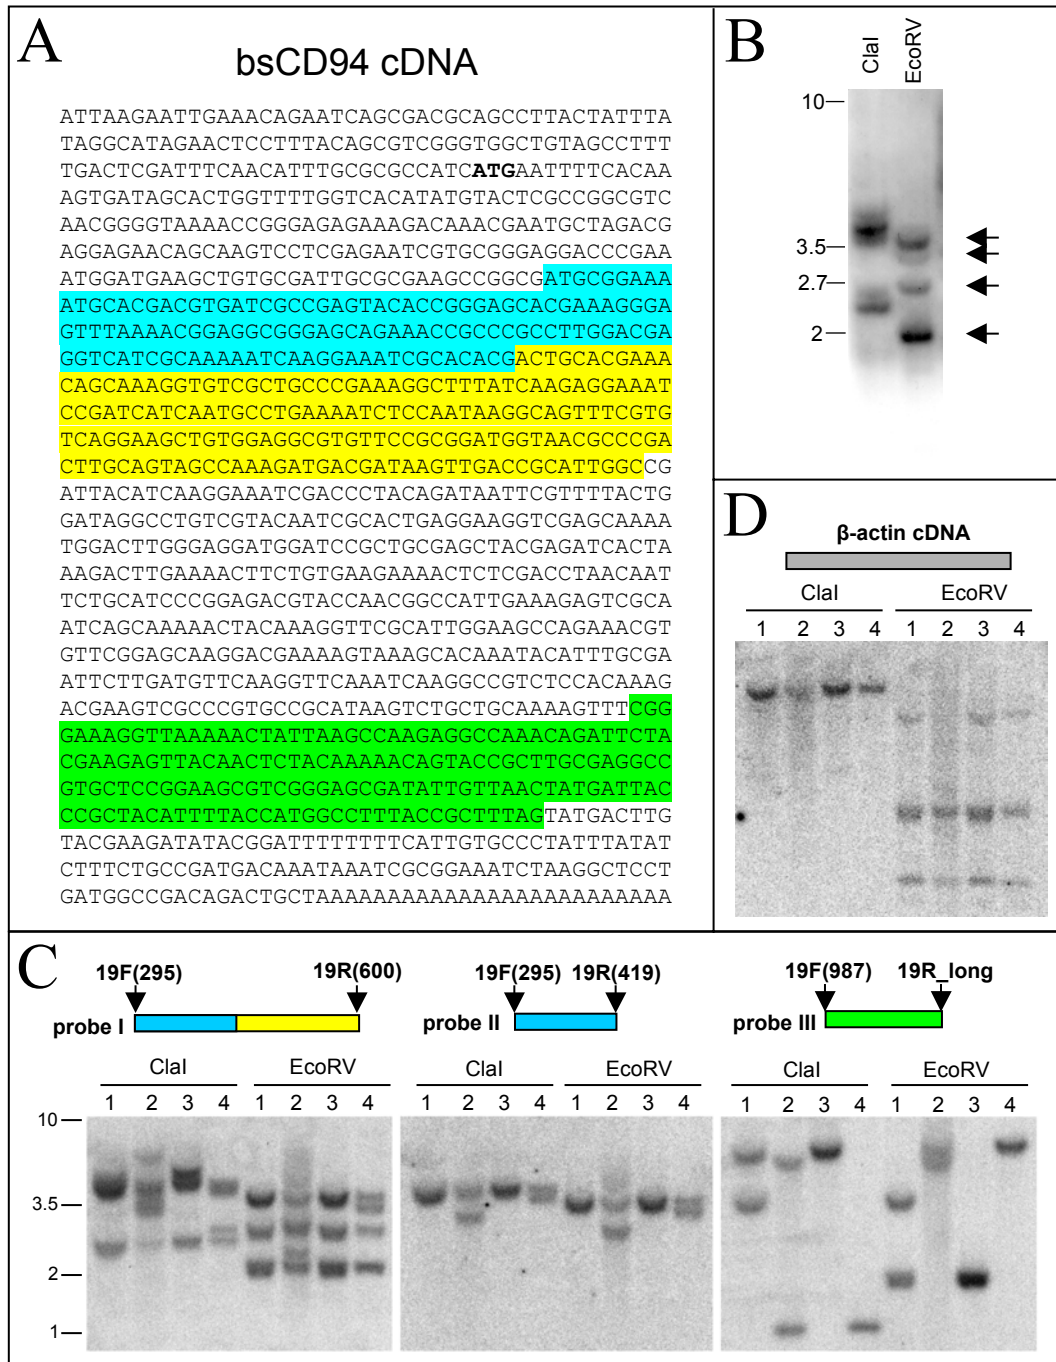 A
bsCD94 cDNA
ATTAAGAATTGAAACAGAATCAGCGACGCAGCCTTACTATTTA
TAGGCATAGAACTCCTTTACAGCGTCGGGTGGCTGTAGCCTTT
TGACTCGATTTCAACATTTGCGCGCCATCATGAATTTTCACAA
AGTGATAGCACTGGTTTTGGTCACATATGTACTCGCCGGCGTC
AACGGGGTAAAACCGGGAGAGAAAGACAAACGAATGCTAGACG
AGGAGAACAGCAAGTCCTCGAGAATCGTGCGGGAGGACCCGAA
ATGGATGAAGCTGTGCGATTGCGCGAAGCCGGCGATGCGGAAA
ATGCACGACGTGATCGCCGAGTACACCGGGAGCACGAAAGGGA
GTTTAAAACGGAGGCGGGAGCAGAAACCGCCCGCCTTGGACGA
GGTCATCGCAAAAATCAAGGAAATCGCACACGACTGCACGAAA
CAGCAAAGGTGTCGCTGCCCGAAAGGCTTTATCAAGAGGAAAT
CCGATCATCAATGCCTGAAAATCTCCAATAAGGCAGTTTCGTG
TCAGGAAGCTGTGGAGGCGTGTTCCGCGGATGGTAACGCCCGA
CTTGCAGTAGCCAAAGATGACGATAAGTTGACCGCATTGGCCG
ATTACATCAAGGAAATCGACCCTACAGATAATTCGTTTTACTG
GATAGGCCTGTCGTACAATCGCACTGAGGAAGGTCGAGCAAAA
TGGACTTGGGAGGATGGATCCGCTGCGAGCTACGAGATCACTA
AAGACTTGAAAACTTCTGTGAAGAAAACTCTCGACCTAACAAT
TCTGCATCCCGGAGACGTACCAACGGCCATTGAAAGAGTCGCA
ATCAGCAAAAACTACAAAGGTTCGCATTGGAAGCCAGAAACGT
GTTCGGAGCAAGGACGAAAAGTAAAGCACAAATACATTTGCGA
ATTCTTGATGTTCAAGGTTCAAATCAAGGCCGTCTCCACAAAG
ACGAAGTCGCCCGTGCCGCATAAGTCTGCTGCAAAAGTTTCGG
GAAAGGTTAAAAACTATTAAGCCAAGAGGCCAAACAGATTCTA
CGAAGAGTTACAACTCTACAAAAACAGTACCGCTTGCGAGGCC
GTGCTCCGGAAGCGTCGGGAGCGATATTGTTAACTATGATTAC
CCGCTACATTTTACCATGGCCTTTACCGCTTTAGTATGACTTG
TACGAAGATATACGGATTTTTTTTCATTGTGCCCTATTTATAT
CTTTCTGCCGATGACAAATAAATCGCGGAAATCTAAGGCTCCT
GATGGCCGACAGACTGCTAAAAAAAAAAAAAAAAAAAAAAAAA
B
ClaI EcoRV
10
3.5
2.7
2
D
β-actin cDNA
ClaI EcoRV
1 2 3 4 1 2 3 4
C
19F(295) 19R(600) 19F(295) 19R(419) 19F(987) 19R_long
probe I probe II probe III
ClaI EcoRV ClaI EcoRV ClaI EcoRV
1 2 3 4 1 2 3 4 1 2 3 4 1 2 3 4 1 2 3 4 1 2 3 4
10
3.5
2
1